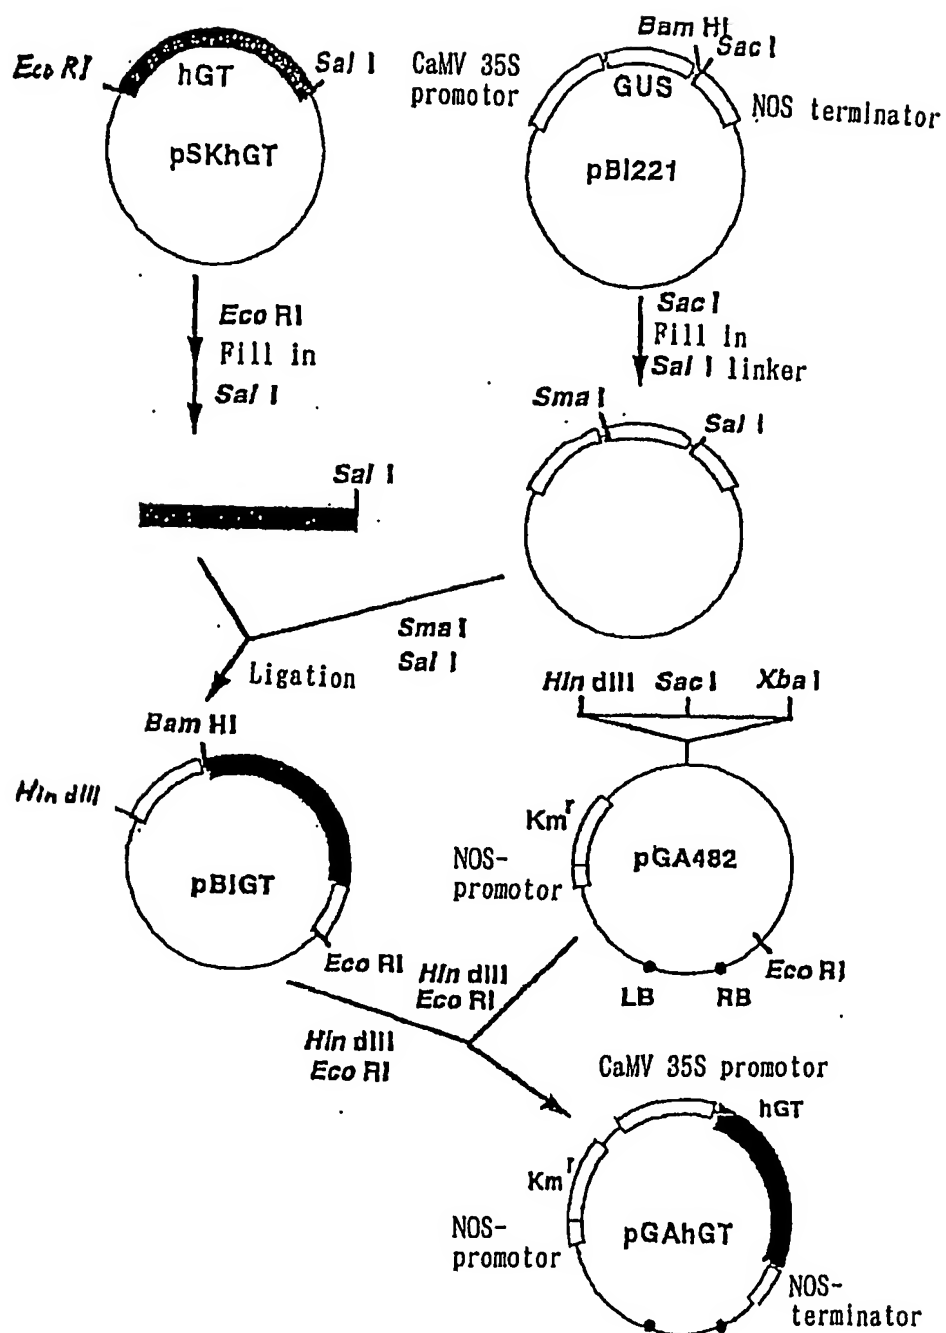 Eco RI
hGT
Sal I
pSKhGT
CaMV 35S
promotor
Bam HI
Sac I
GUS
NOS terminator
pBI221
Eco RI
Fill in
Sal I
Sac I
Fill in
Sal I linker
Sma I
Sal I
Sal I
Sma I
Sal I
Ligation
Bam HI
Hin dIII
pBIGT
Eco RI
Hin dIII
Sac I
Xba I
Km r
NOS-
promotor
pGA482
Eco RI
LB
RB
Hin dIII
Eco RI
Hin dIII
Eco RI
CaMV 35S promotor
hGT
Km r
NOS-
promotor
pGAhGT
NOS-
terminator